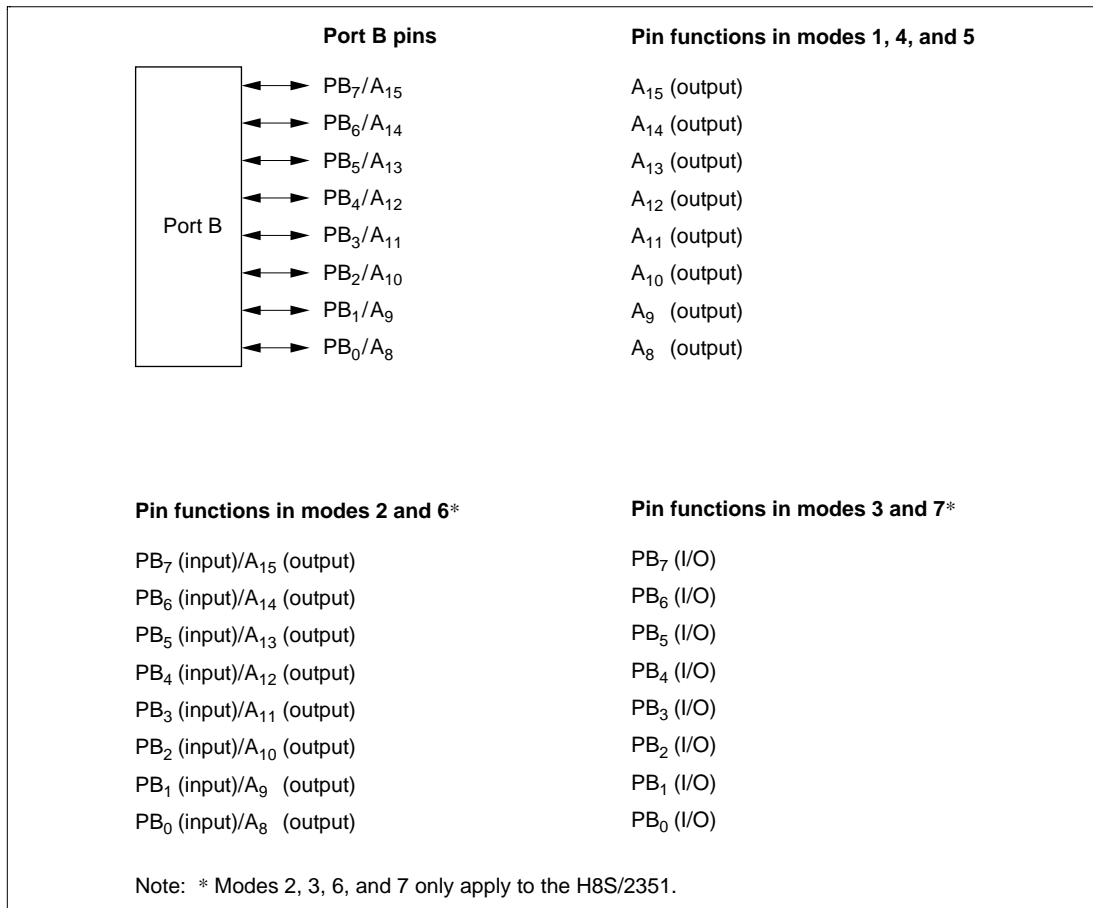 Port B pins Pin functions in modes 1, 4, and 5
PB7/A15 A15 (output)
PB6/A14 A14 (output)
PB5/A13 A13 (output)
PB4/A12 A12 (output)
Port B PB3/A11 A11 (output)
PB2/A10 A10 (output)
PB1/A9 A9 (output)
PB0/A8 A8 (output)
Pin functions in modes 2 and 6* Pin functions in modes 3 and 7*
PB7 (input)/A15 (output) PB7 (I/O)
PB6 (input)/A14 (output) PB6 (I/O)
PB5 (input)/A13 (output) PB5 (I/O)
PB4 (input)/A12 (output) PB4 (I/O)
PB3 (input)/A11 (output) PB3 (I/O)
PB2 (input)/A10 (output) PB2 (I/O)
PB1 (input)/A9 (output) PB1 (I/O)
PB0 (input)/A8 (output) PB0 (I/O)
Note: * Modes 2, 3, 6, and 7 only apply to the H8S/2351.